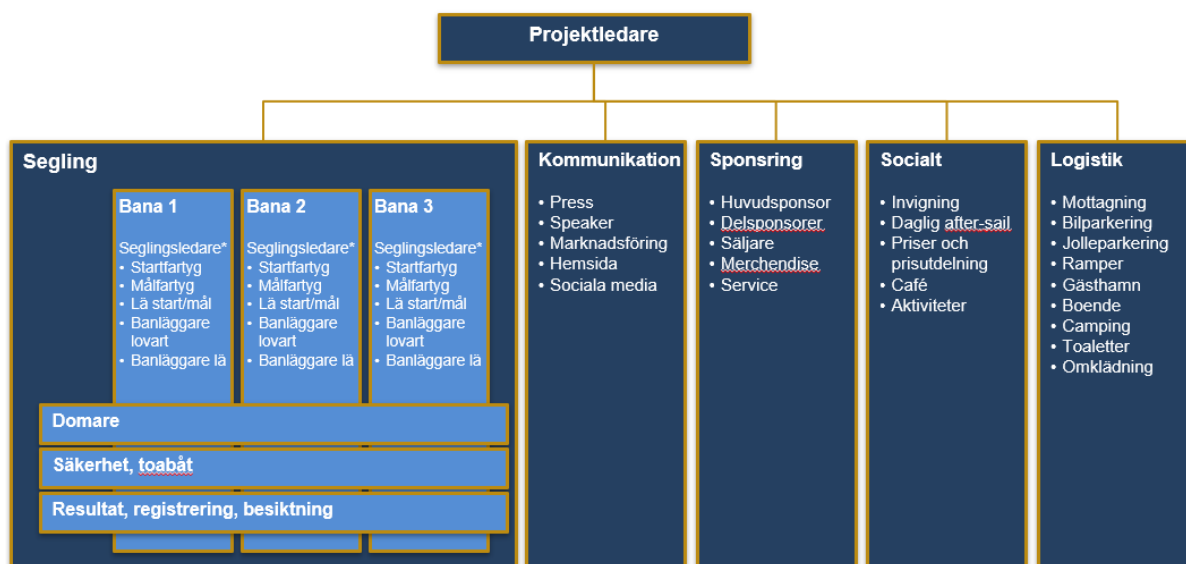 Projektledare
Segling
Bana 1
Seglingsledare*
• Startfartyg
• Målfartyg
• Lä start/mål
• Banläggare
lovart
• Banläggare lä
Bana 2
Seglingsledare*
• Startfartyg
• Målfartyg
• Lä start/mål
• Banläggare
lovart
• Banläggare lä
Bana 3
Seglingsledare*
• Startfartyg
• Målfartyg
• Lä start/mål
• Banläggare
lovart
• Banläggare lä
Domare
Säkerhet, toabåt
Resultat, registrering, besiktning
Kommunikation
• Press
• Speaker
• Marknadsföring
• Hemsida
• Sociala media
Sponsring
• Huvudsponsor
• Delsponsorer
• Säljare
• Merchendise
• Service
Socialt
• Invigning
• Daglig after-sail
• Priser och
prisutdelning
• Café
• Aktiviteter
Logistik
• Mottagning
• Bilparkering
• Jolleparkering
• Ramper
• Gästhamn
• Boende
• Camping
• Toaletter
• Omklädning